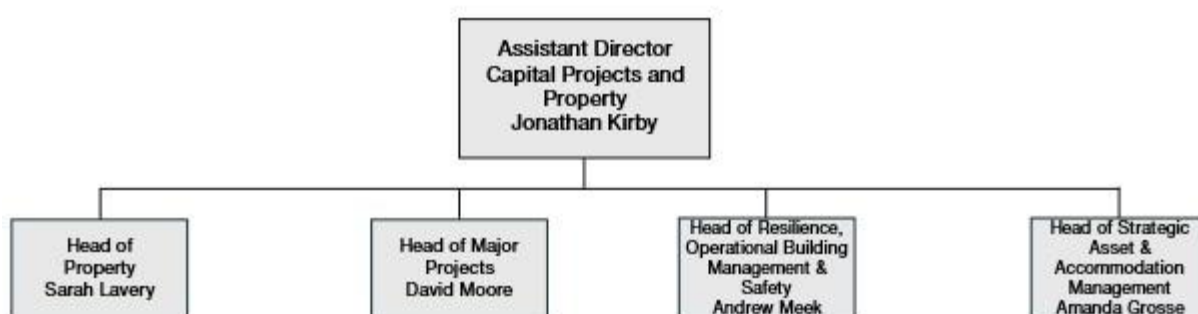 Assistant Director
Capital Projects and
Property
Jonathan Kirby
Head of
Property
Sarah Lavery
Head of Major
Projects
David Moore
Head of Resilience,
Operational Building
Management &
Safety
Andrew Meek
Head of Strategic
Asset &
Accommodation
Management
Amanda Grosse